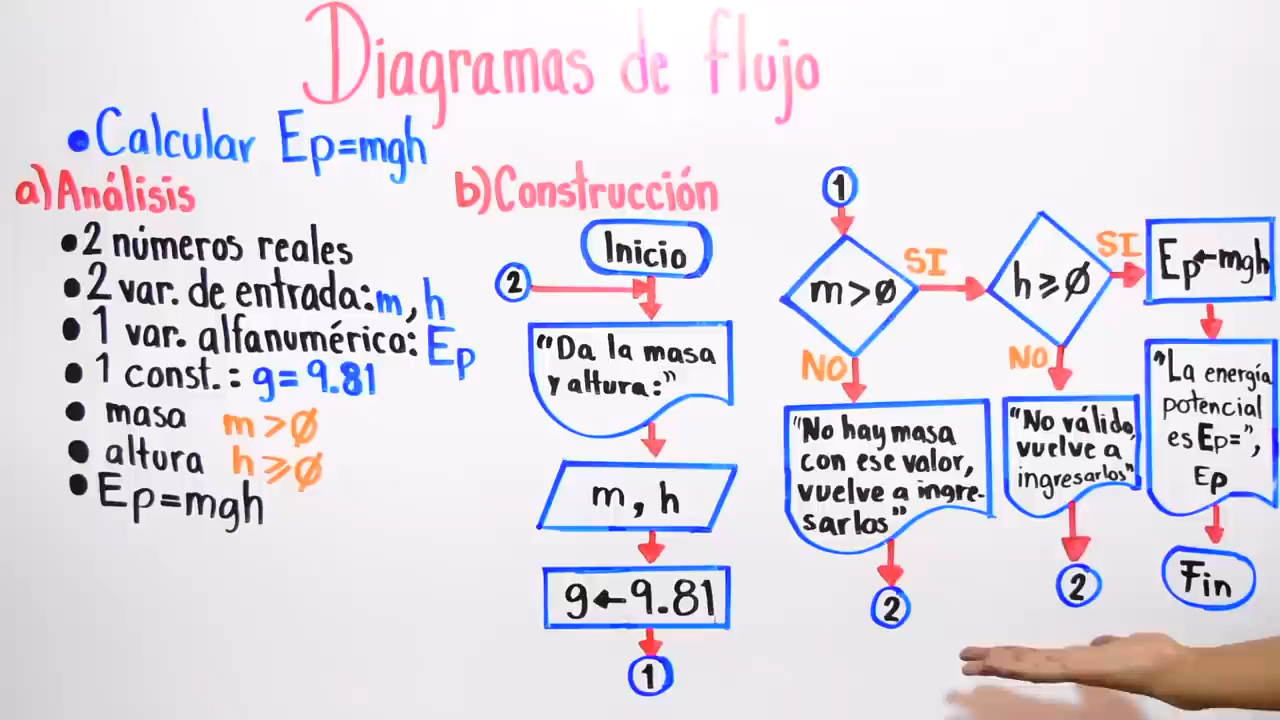 Diagramas de flujo
•Calcular Ep=mgh
a)Análisis
•2 números reales
•2 var. de entrada:m,h
•1 var. alfanumérica: Ep
•1 const.: g=9.81
•masa m>Ø
•altura h≥Ø
•Ep=mgh
b)Construcción
Inicio
2
"Da la masa
y altura:"
m, h
g←9.81
1
1
m>Ø
SI
NO
"No hay masa
con ese valor,
vuelve a ingre-
sarlos"
2
h≥Ø
SI
NO
"No válido,
vuelve a
ingresarlos"
2
Ep←mgh
"La energía
potencial
es Ep=",
Ep
Fin